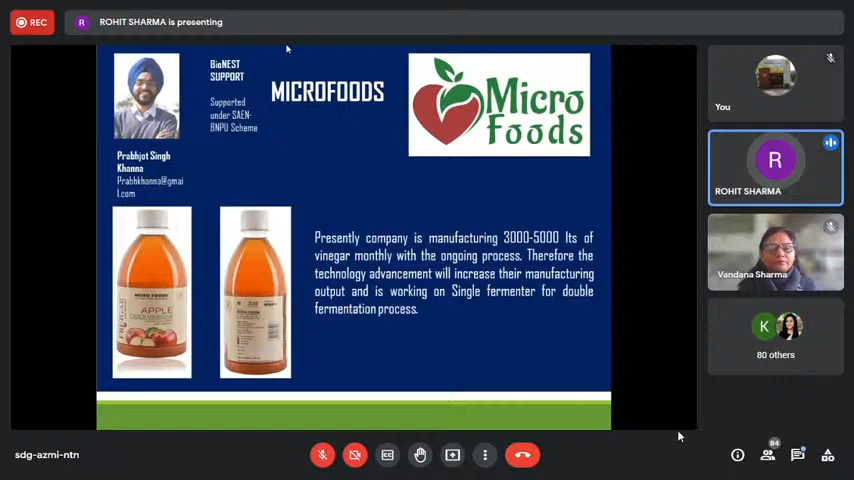 REC
R ROHIT SHARMA is presenting
BioNEST
SUPPORT
Supported
under SAEN-
BNPU Scheme
MICROFOODS
Micro
Foods
Prabhjot Singh
Khanna
Prabhkhanna@gmai
l.com
MICRO FOODS
APPLE
CIDER VINEGAR
Presently company is manufacturing 3000-5000 lts of
vinegar monthly with the ongoing process. Therefore the
technology advancement will increase their manufacturing
output and is working on Single fermenter for double
fermentation process.
You
R
ROHIT SHARMA
Vandana Sharma
K
80 others
sdg-azmi-ntn
CC
84